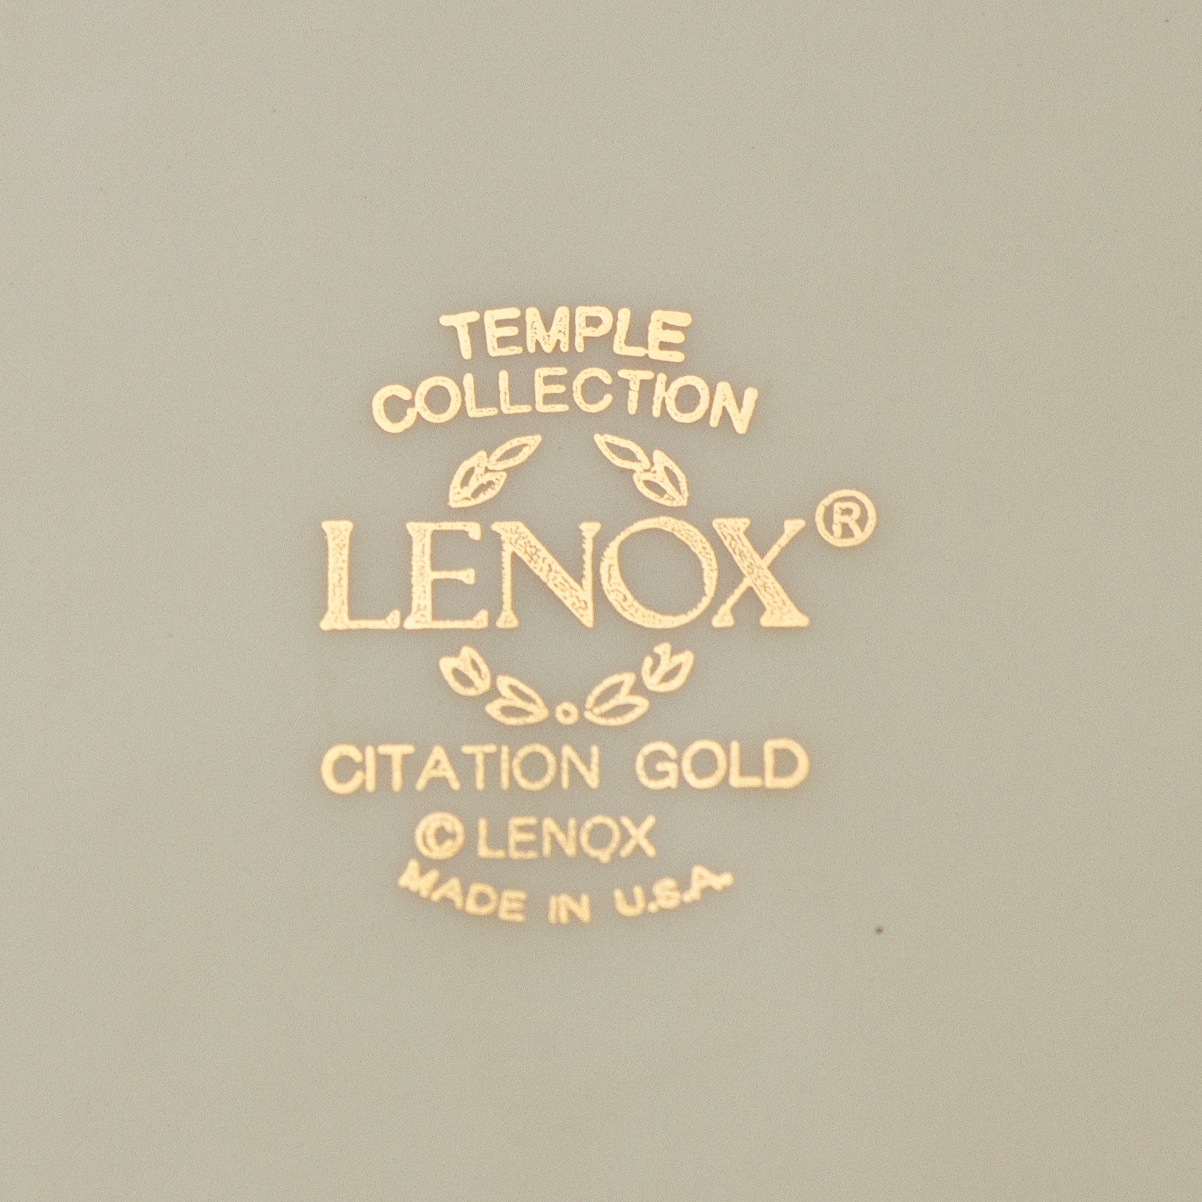 TEMPLE
COLLECTION
LENOX®
CITATION GOLD
© LENOX
MADE IN U.S.A.